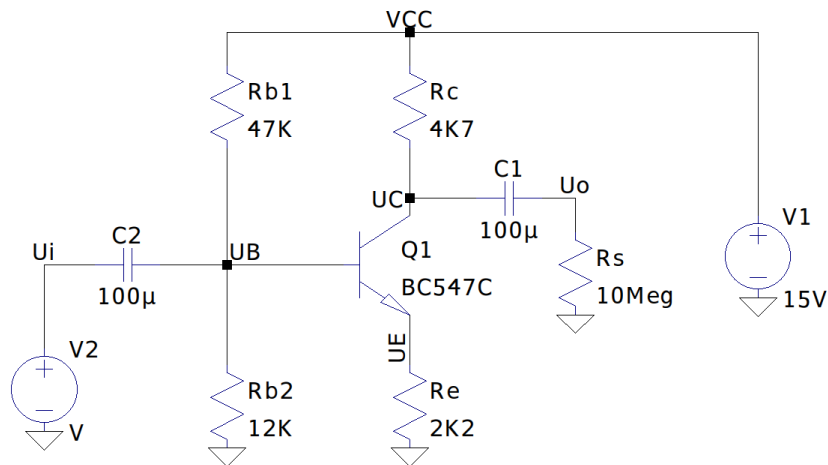 VCC
Rb1
47K
Rc
4K7
C1
UC
Uo
100µ
V1
15V
Ui
C2
UB
100µ
Q1
BC547C
Rs
10Meg
V2
V
UE
Rb2
12K
Re
2K2